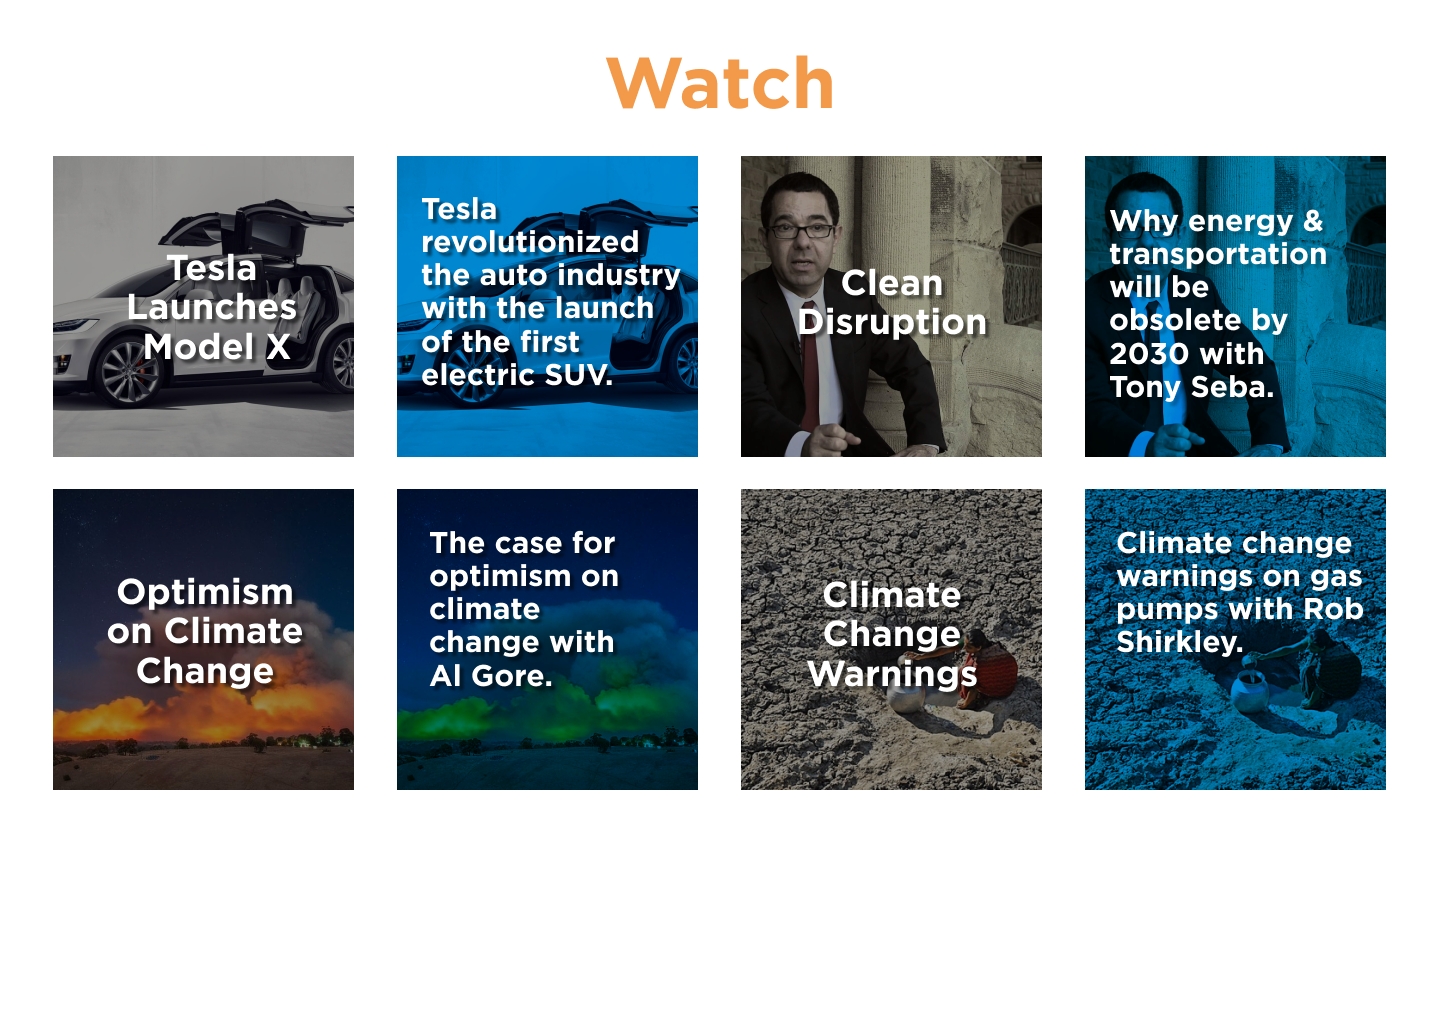 Watch
Tesla
Launches
Model X
Tesla
revolutionized
the auto industry
with the launch
of the first
electric SUV.
Clean
Disruption
Why energy &
transportation
will be
obsolete by
2030 with
Tony Seba.
Optimism
on Climate
Change
The case for
optimism on
climate
change with
Al Gore.
Climate
Change
Warnings
Climate change
warnings on gas
pumps with Rob
Shirkley.